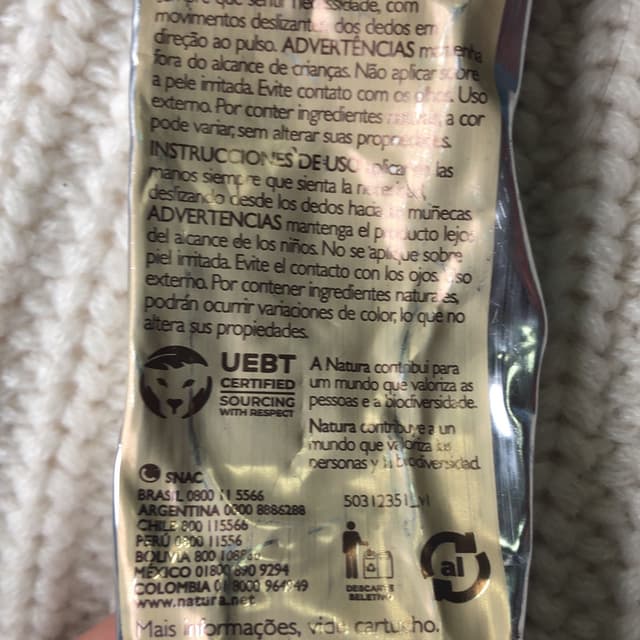 que sentir necessidade, com
movimentos deslizantes dos dedos em
direção ao pulso. ADVERTÊNCIAS mantenha
fora do alcance de crianças. Não aplicar sobre
a pele irritada. Evite contato com os olhos. Uso
externo. Por conter ingredientes naturais, a cor
pode variar, sem alterar suas propriedades.
INSTRUCCIONES DE USO aplicar en las
manos siempre que sienta la necesidad
deslizando desde los dedos hacia las muñecas.
ADVERTENCIAS mantenga el producto lejos
del alcance de los niños. No se aplique sobre
piel irritada. Evite el contacto con los ojos. Uso
externo. Por contener ingredientes naturales,
podrán ocurrir variaciones de color, lo que no
altera sus propiedades.
UEBT
CERTIFIED
SOURCING
WITH RESPECT
A Natura contribui para
um mundo que valoriza as
pessoas e a biodiversidade.
Natura contribuye a un
mundo que valoriza las
personas y la biodiversidad.
SNAC
BRASIL 0800 11 5566
ARGENTINA 0800 8886288
CHILE 800 115566
PERÚ 0800 11556
BOLIVIA 800
MÉXICO 01800 890 9294
COLOMBIA 01 8000 964949
www.natura.net
50312351_v1
DESCARTE
SELETIVO
al
Mais informações, vide cartucho.